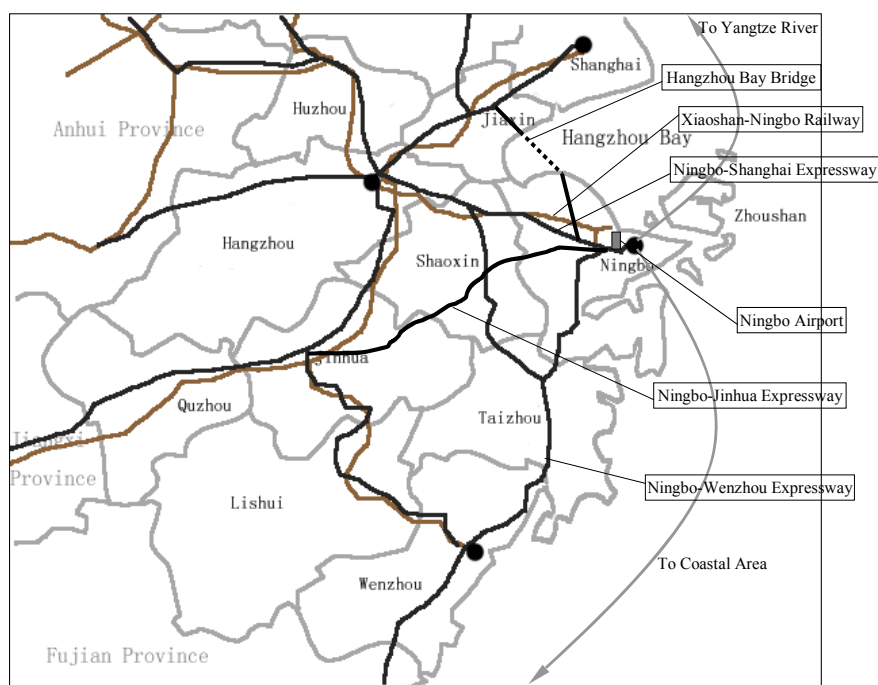 To Yangtze River
Shanghai
Hangzhou Bay Bridge
Huzhou
Jiaxin
Xiaoshan-Ningbo Railway
Anhui Province
Hangzhou Bay
Ningbo-Shanghai Expressway
Zhoushan
Hangzhou
Shaoxin
Ningbo
Ningbo Airport
Jinhua
Ningbo-Jinhua Expressway
Quzhou
Taizhou
Jiangxi
Province
Ningbo-Wenzhou Expressway
Lishui
To Coastal Area
Wenzhou
Fujian Province